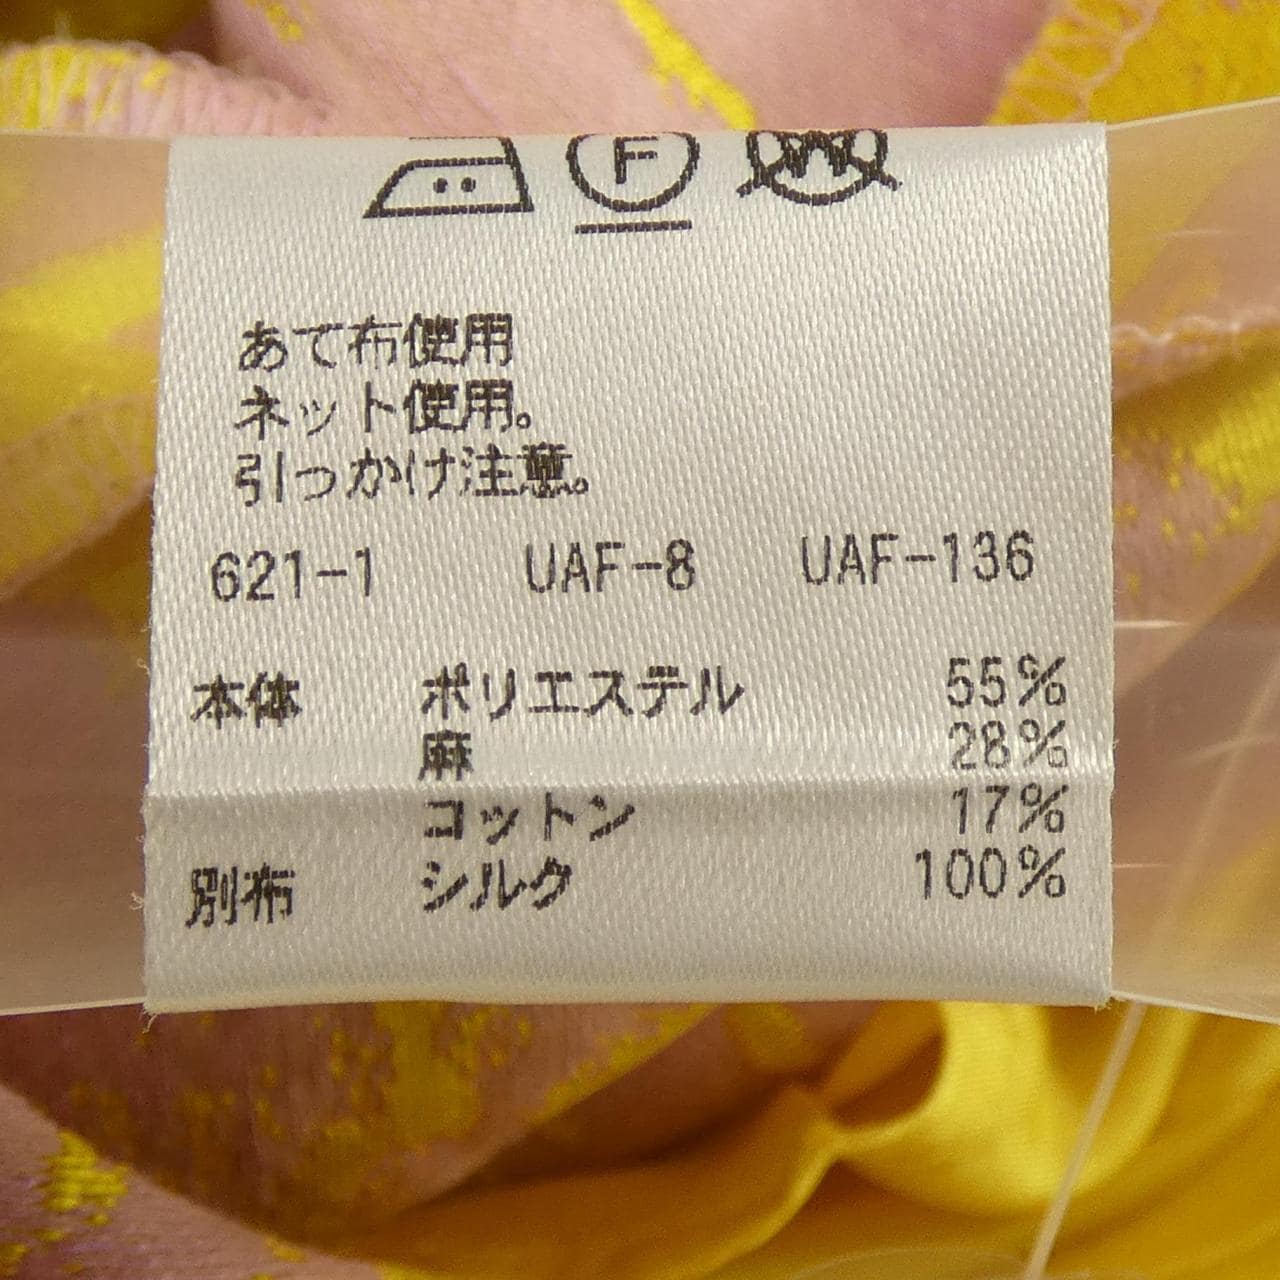 F W
あて布使用
ネット使用。
引っかけ注意。
621-1 UAF-8 UAF-136
本体 ポリエステル 55%
麻 28%
コットン 17%
別布 シルク 100%